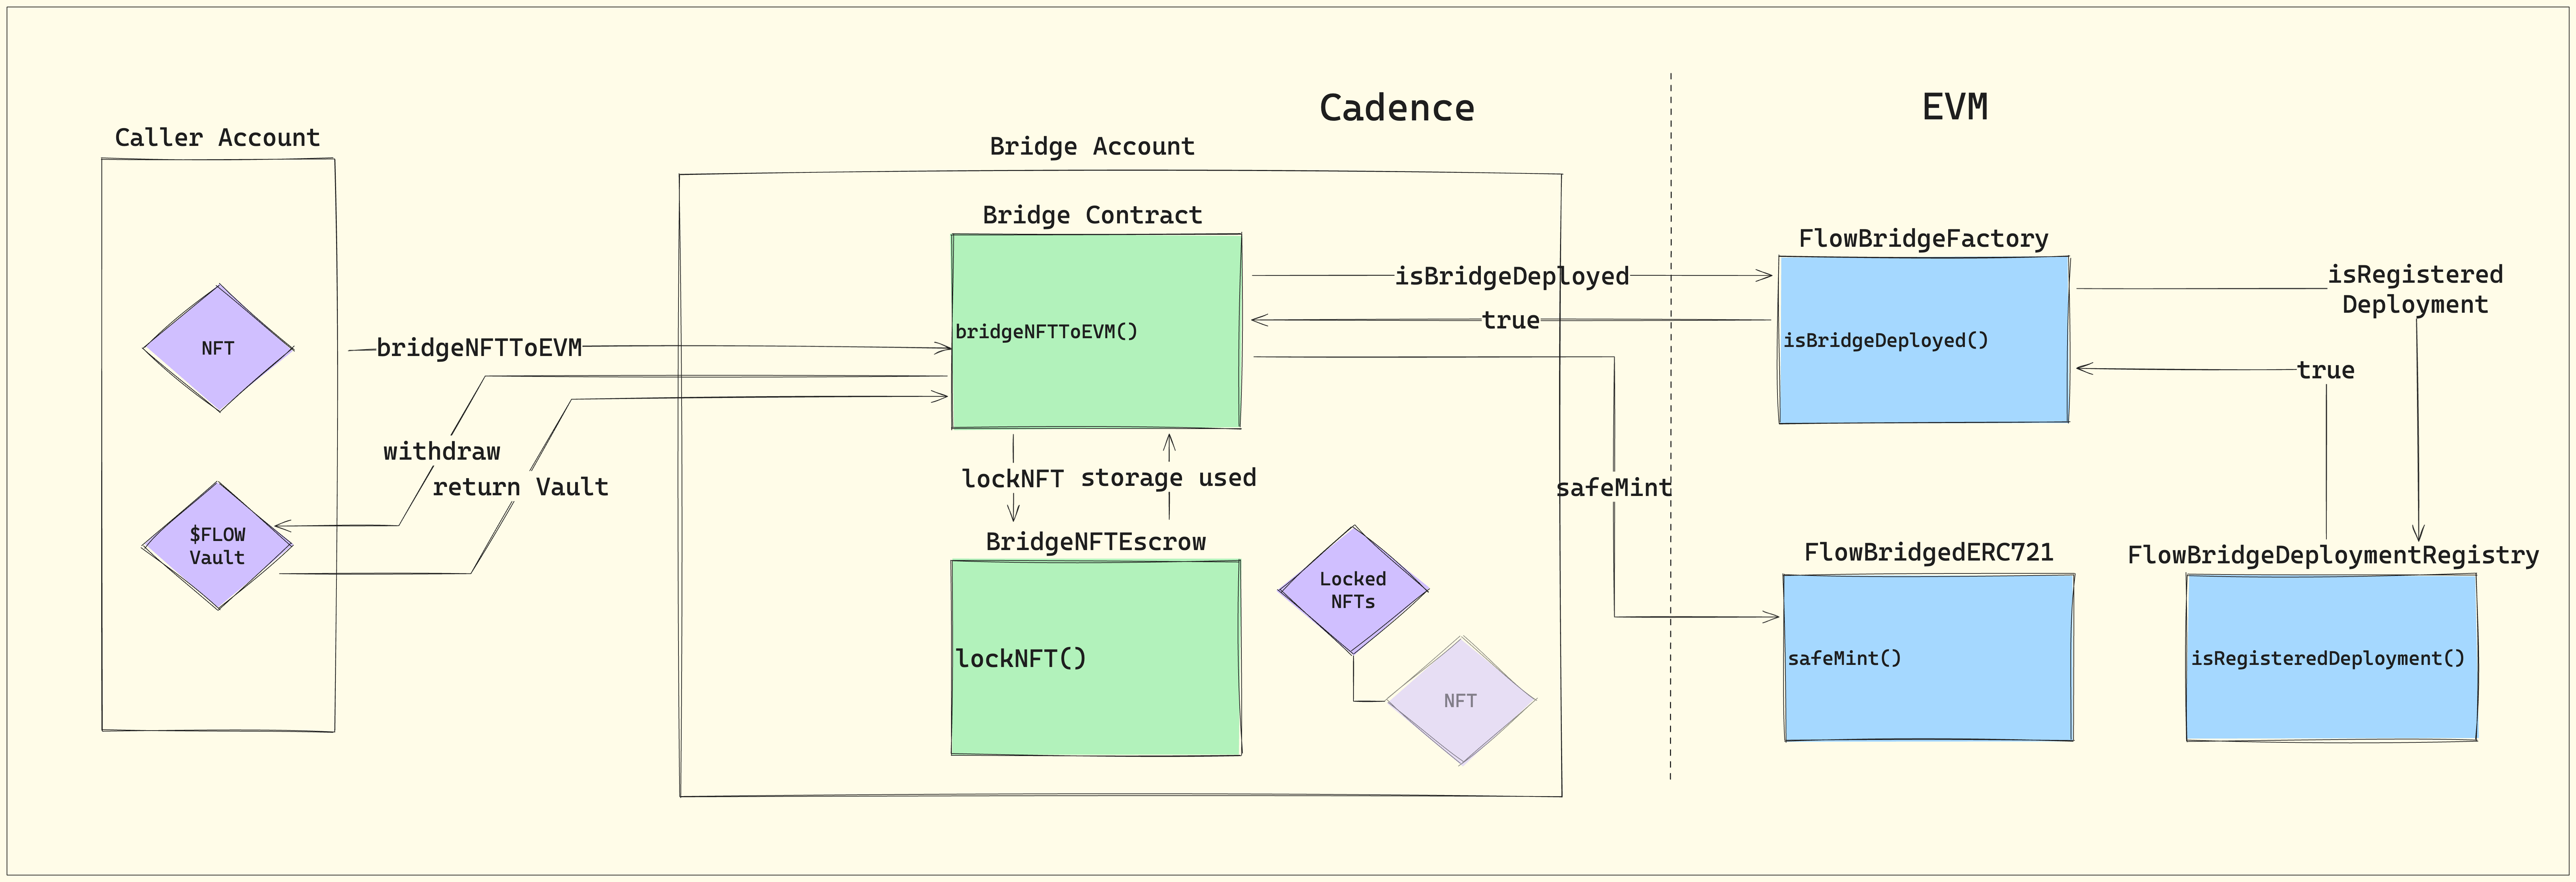 Cadence
EVM
Caller Account
Bridge Account
Bridge Contract
FlowBridgeFactory
NFT
bridgeNFTToEVM
bridgeNFTToEVM()
isBridgeDeployed
true
isBridgeDeployed()
isRegistered
Deployment
true
withdraw
return Vault
$FLOW
Vault
lockNFT
storage used
safeMint
BridgeNFTEscrow
lockNFT()
Locked
NFTs
NFT
FlowBridgedERC721
safeMint()
FlowBridgeDeploymentRegistry
isRegisteredDeployment()